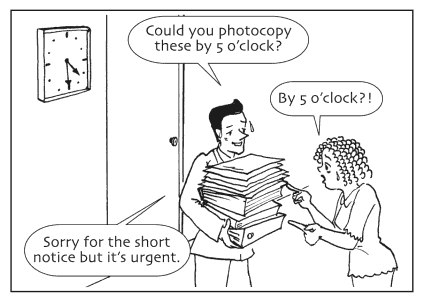 Could you photocopy
these by 5 o'clock?
By 5 o'clock?!
Sorry for the short
notice but it's urgent.